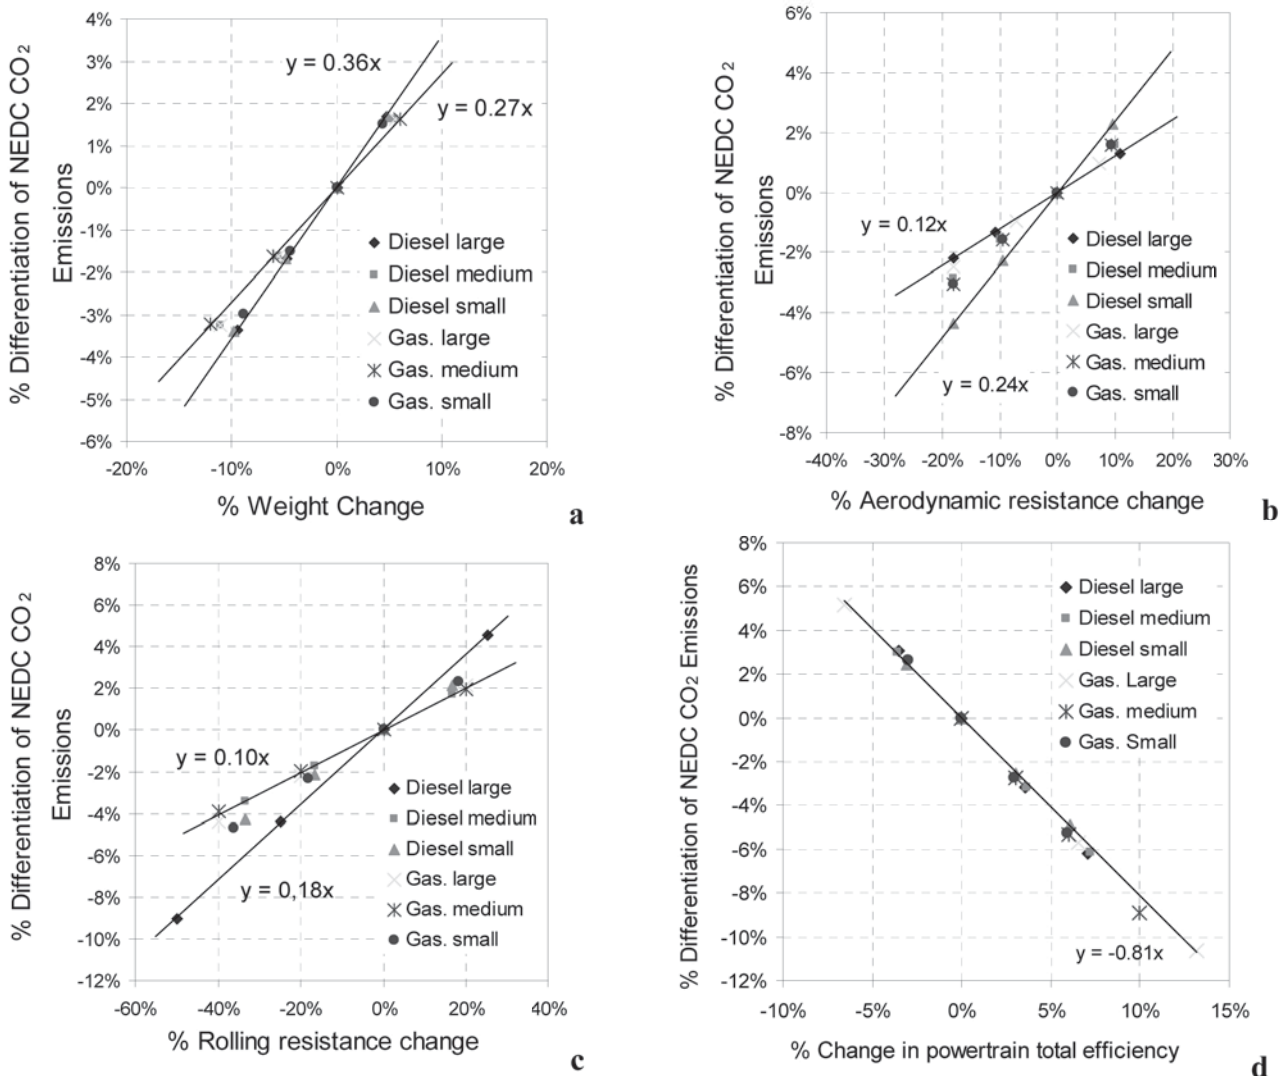 % Differentiation of NEDC CO2
Emissions
4%
3%
2%
1%
0%
-1%
-2%
-3%
-4%
-5%
-6%
y = 0.36x
y = 0.27x
Diesel large
Diesel medium
Diesel small
Gas. large
Gas. medium
Gas. small
-20% -10% 0% 10% 20%
% Weight Change
a
% Differentiation of NEDC CO2
Emissions
6%
4%
2%
0%
-2%
-4%
-6%
-8%
y = 0.12x
y = 0.24x
Diesel large
Diesel medium
Diesel small
Gas. large
Gas. medium
Gas. small
-40% -30% -20% -10% 0% 10% 20% 30%
% Aerodynamic resistance change
b
% Differentiation of NEDC CO2
Emissions
8%
6%
4%
2%
0%
-2%
-4%
-6%
-8%
-10%
-12%
y = 0.10x
y = 0,18x
Diesel large
Diesel medium
Diesel small
Gas. large
Gas. medium
Gas. small
-60% -40% -20% 0% 20% 40%
% Rolling resistance change
c
% Differentiation of NEDC CO2 Emissions
8%
6%
4%
2%
0%
-2%
-4%
-6%
-8%
-10%
-12%
Diesel large
Diesel medium
Diesel small
Gas. Large
Gas. medium
Gas. Small
y = -0.81x
-10% -5% 0% 5% 10% 15%
% Change in powertrain total efficiency
d